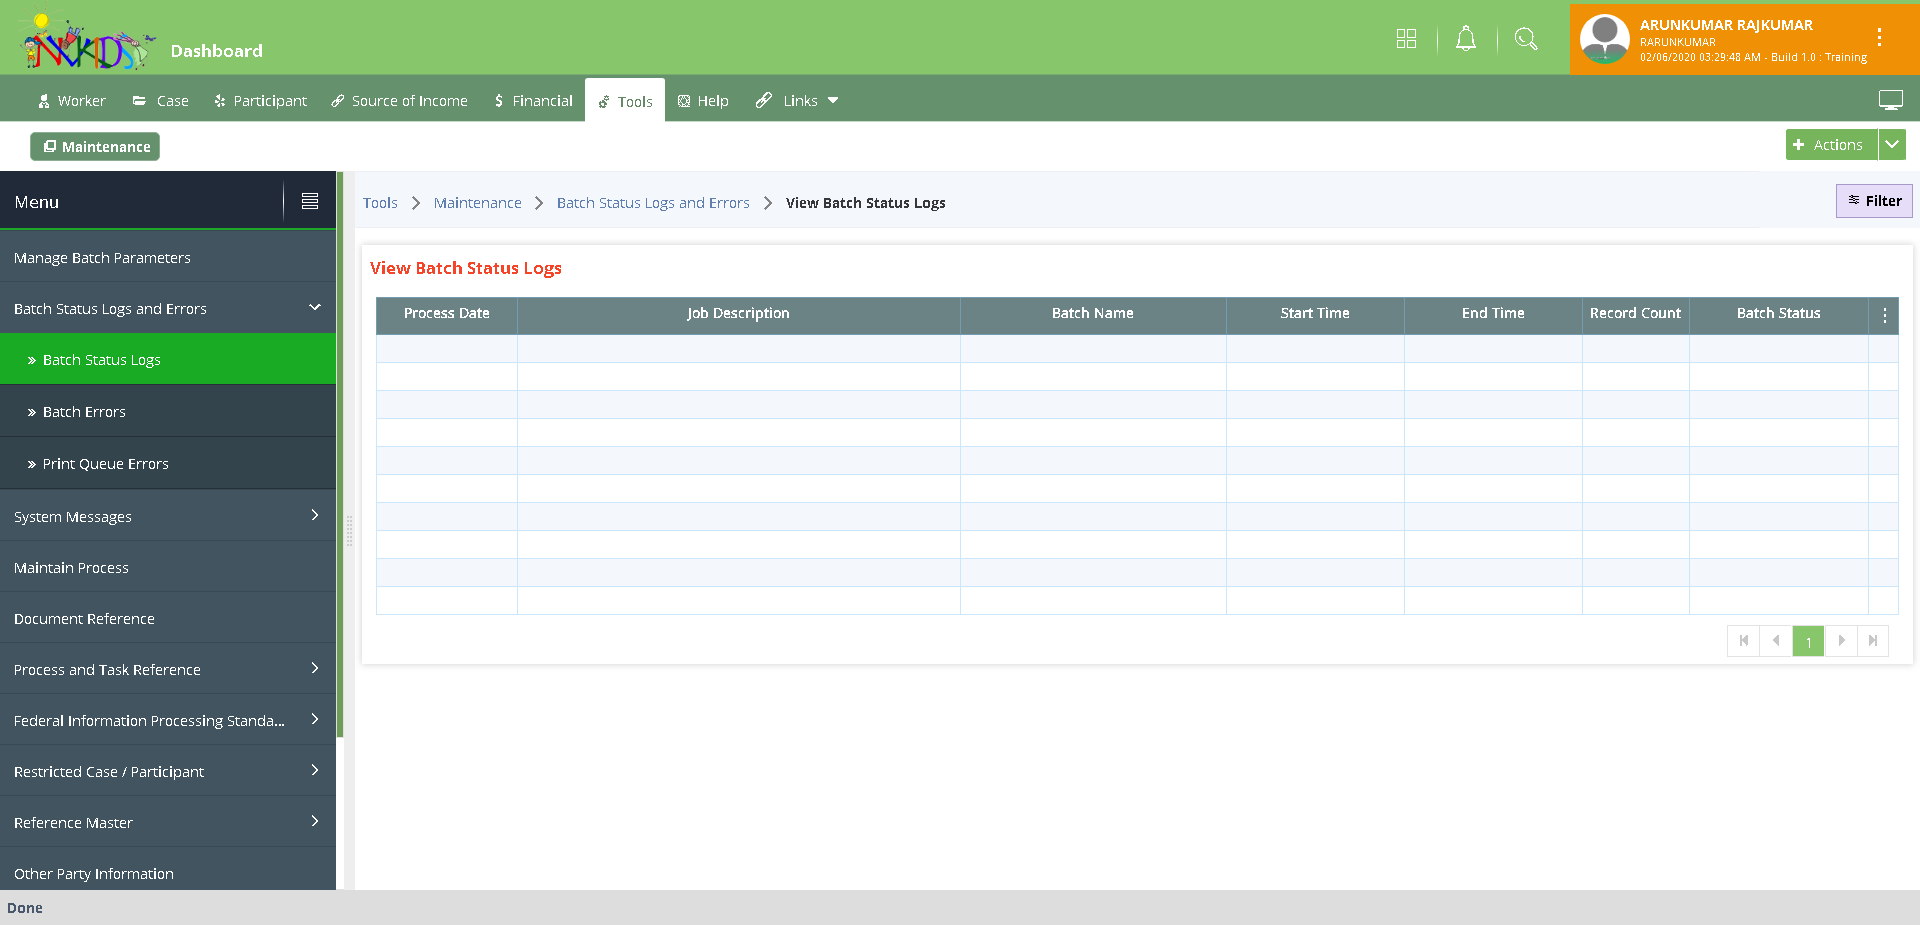 NVKIDS
Dashboard
ARUNKUMAR RAJKUMAR
RARUNKUMAR
02/06/2020 03:29:48 AM - Build 1.0 : Training
Worker
Case
Participant
Source of Income
Financial
Tools
Help
Links
Maintenance
Actions
Menu
Tools
Maintenance
Batch Status Logs and Errors
View Batch Status Logs
Filter
Manage Batch Parameters
Batch Status Logs and Errors
» Batch Status Logs
» Batch Errors
» Print Queue Errors
System Messages
Maintain Process
Document Reference
Process and Task Reference
Federal Information Processing Standa...
Restricted Case / Participant
Reference Master
Other Party Information
View Batch Status Logs
Process Date
Job Description
Batch Name
Start Time
End Time
Record Count
Batch Status
1
Done